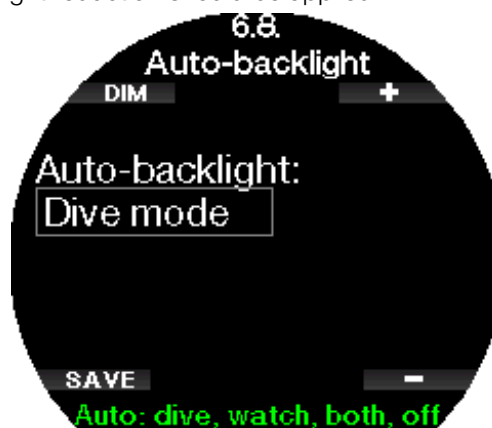 6.8.
Auto-backlight
DIM +
Auto-backlight:
Dive mode
SAVE -
Auto: dive, watch, both, off